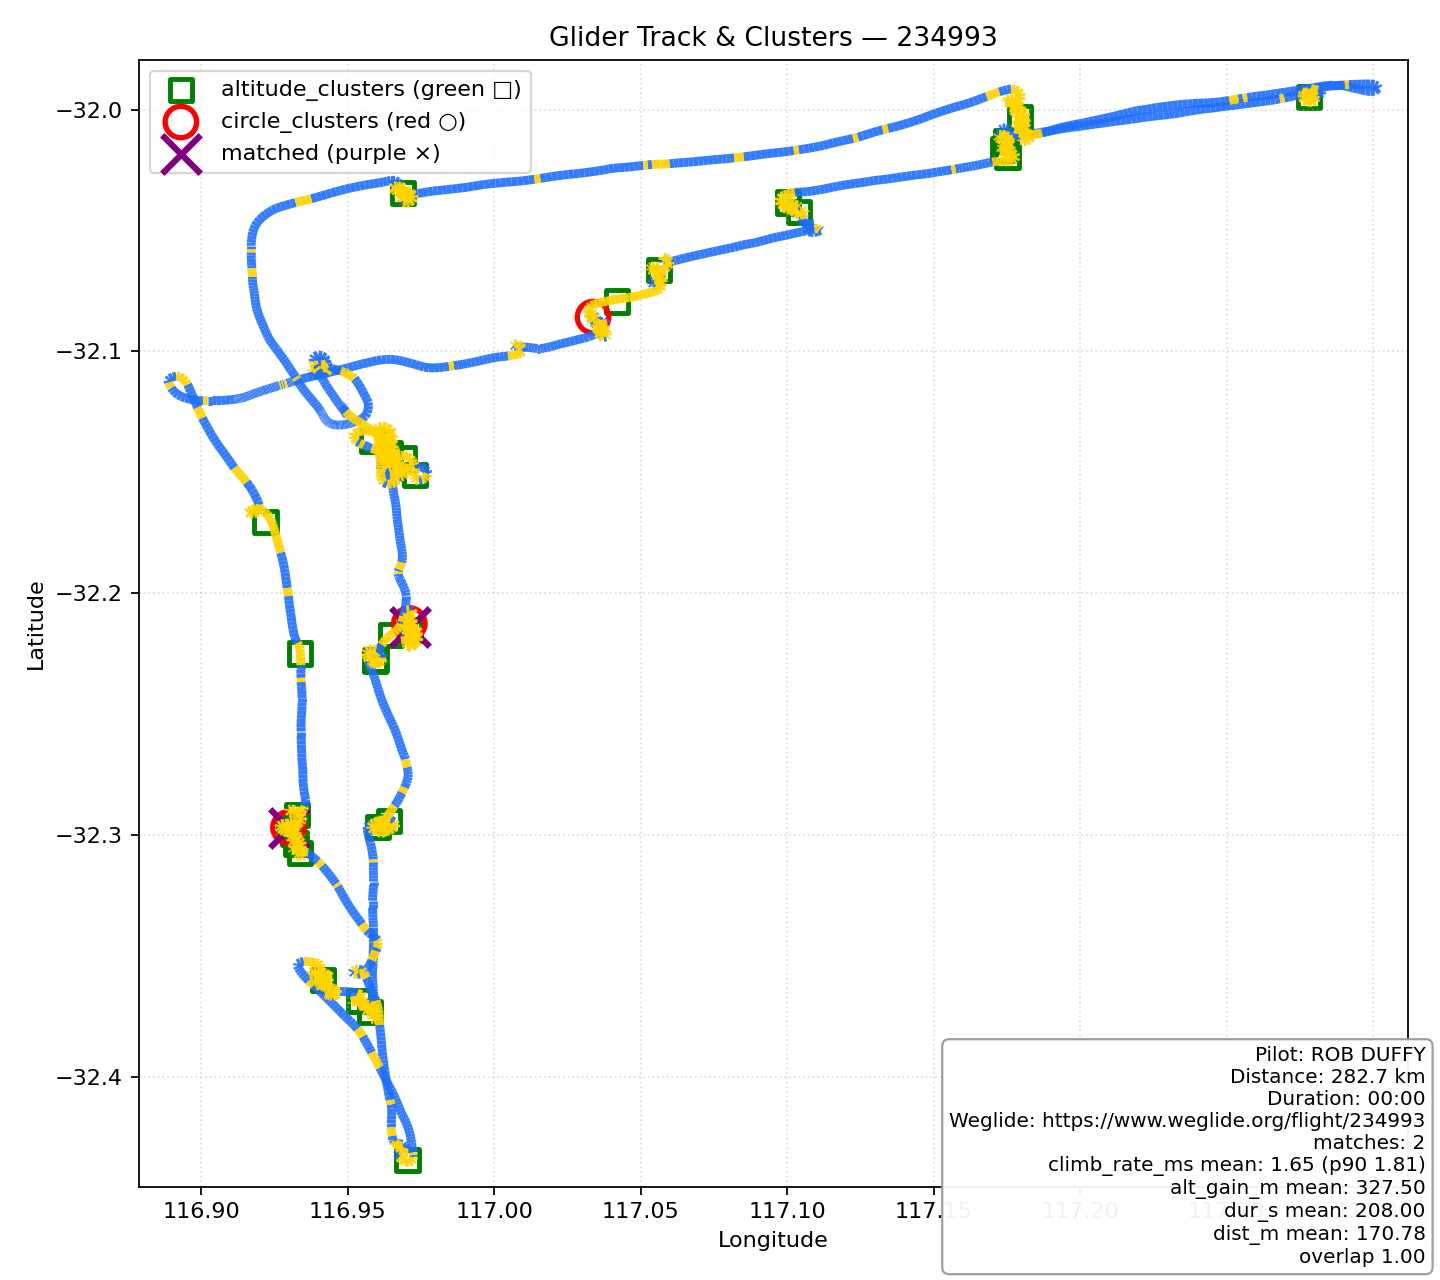 Glider Track & Clusters — 234993
altitude_clusters (green □)
circle_clusters (red ○)
matched (purple ×)
Latitude
−32.0
−32.1
−32.2
−32.3
−32.4
116.90 116.95 117.00 117.05 117.10 117.15 117.20
Longitude
Pilot: ROB DUFFY
Distance: 282.7 km
Duration: 00:00
Weglide: https://www.weglide.org/flight/234993
matches: 2
climb_rate_ms mean: 1.65 (p90 1.81)
alt_gain_m mean: 327.50
dur_s mean: 208.00
dist_m mean: 170.78
overlap 1.00